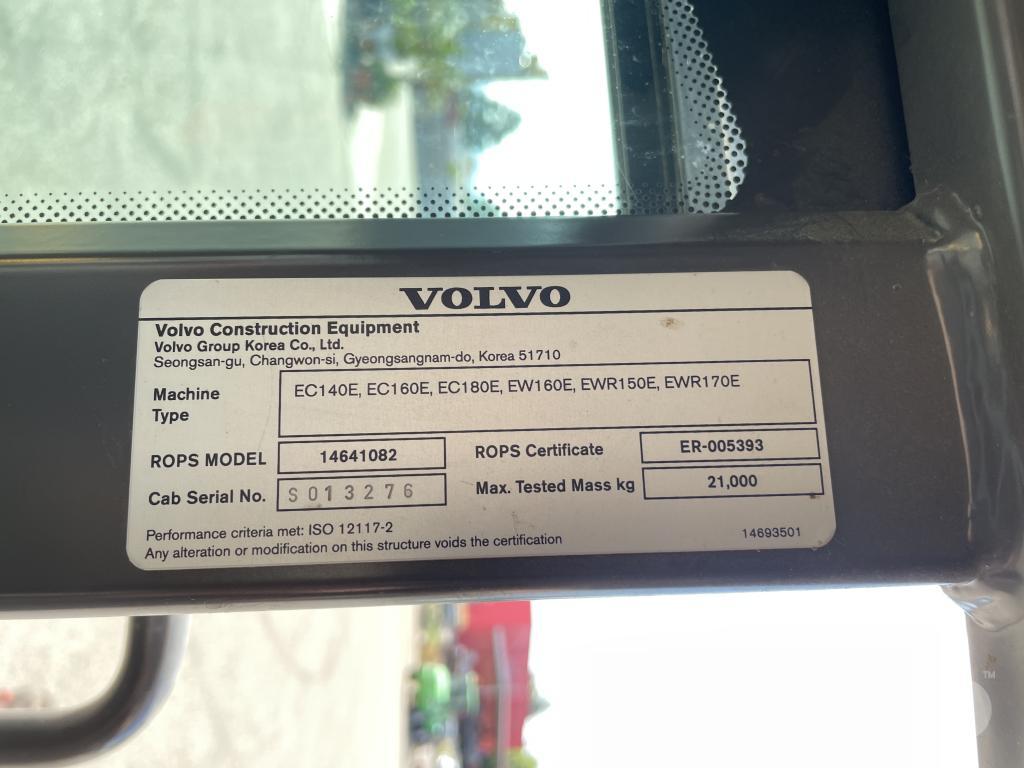 VOLVO
Volvo Construction Equipment
Volvo Group Korea Co., Ltd.
Seongsan-gu, Changwon-si, Gyeongsangnam-do, Korea 51710
Machine Type EC140E, EC160E, EC180E, EW160E, EWR150E, EWR170E
ROPS MODEL 14641082 ROPS Certificate ER-005393
Cab Serial No. S013276 Max. Tested Mass kg 21,000
Performance criteria met: ISO 12117-2
Any alteration or modification on this structure voids the certification 14693501
TM